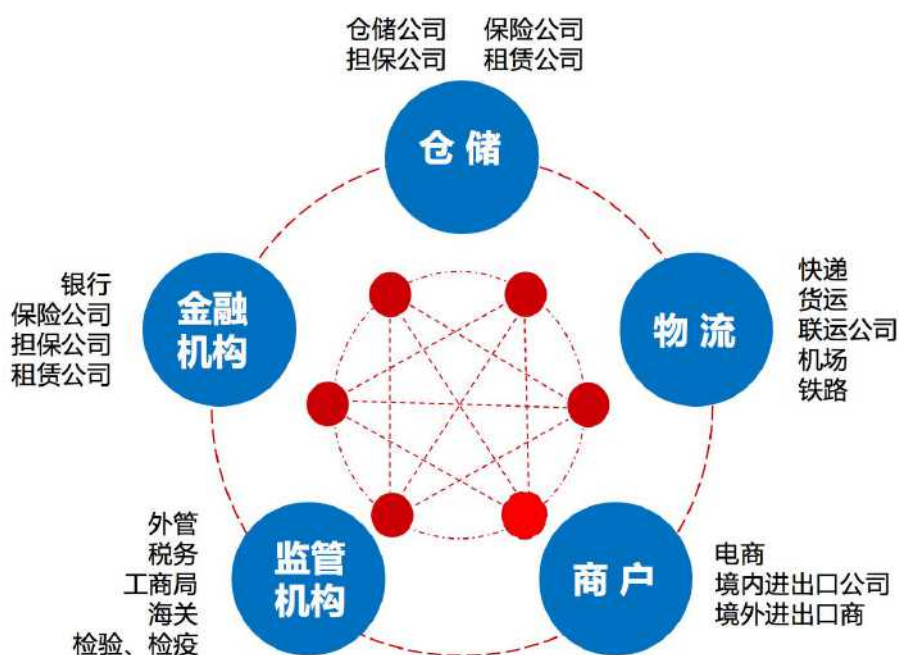 仓储公司 保险公司
担保公司 租赁公司
仓 储
银行
保险公司
担保公司
租赁公司
金融
机构
物 流
快递
货运
联运公司
机场
铁路
外管
税务
工商局
海关
检验、检疫
监管
机构
商 户
电商
境内进出口公司
境外进出口商